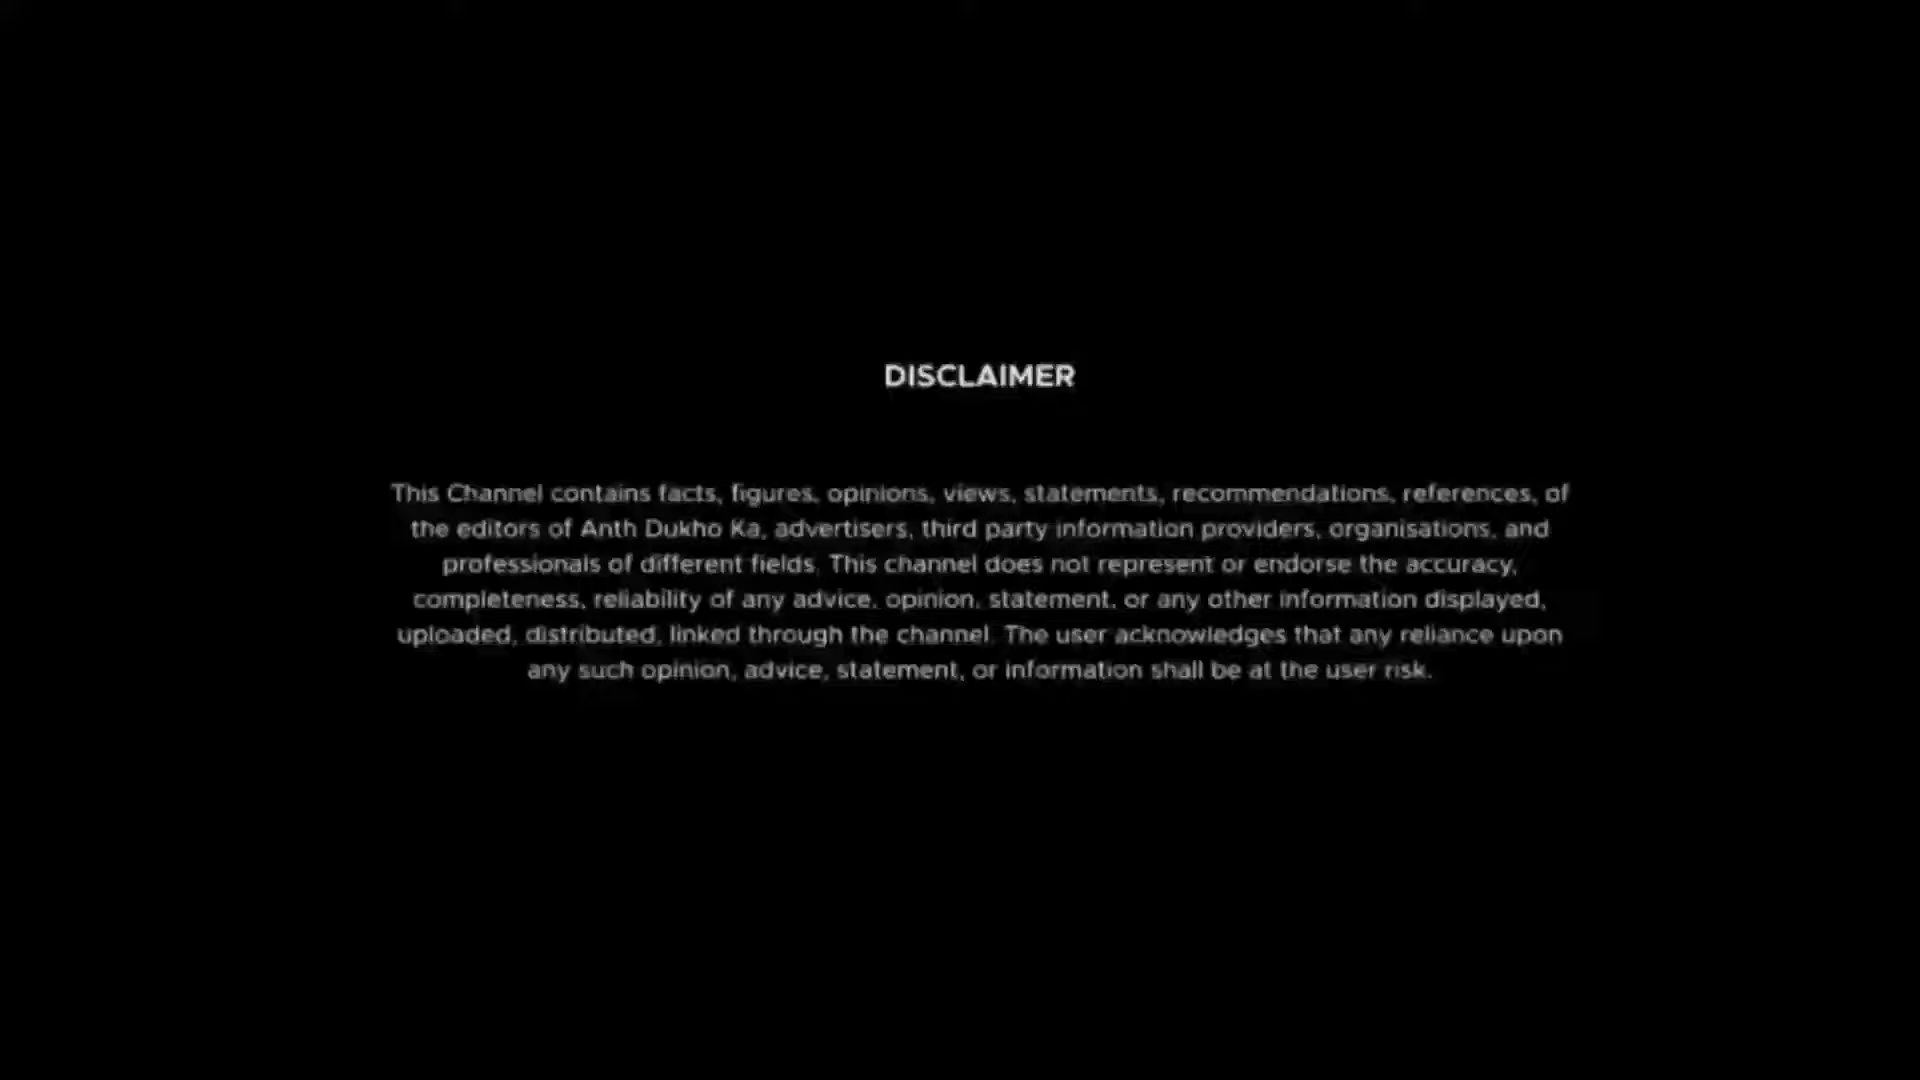 DISCLAIMER
This Channel contains facts, figures, opinions, views, statements, recommendations, references, of
the editors of Anth Dukho Ka, advertisers, third party information providers, organisations, and
professionals of different fields. This channel does not represent or endorse the accuracy,
completeness, reliability of any advice, opinion, statement, or any other information displayed,
uploaded, distributed, linked through the channel. The user acknowledges that any reliance upon
any such opinion, advice, statement, or information shall be at the user risk.